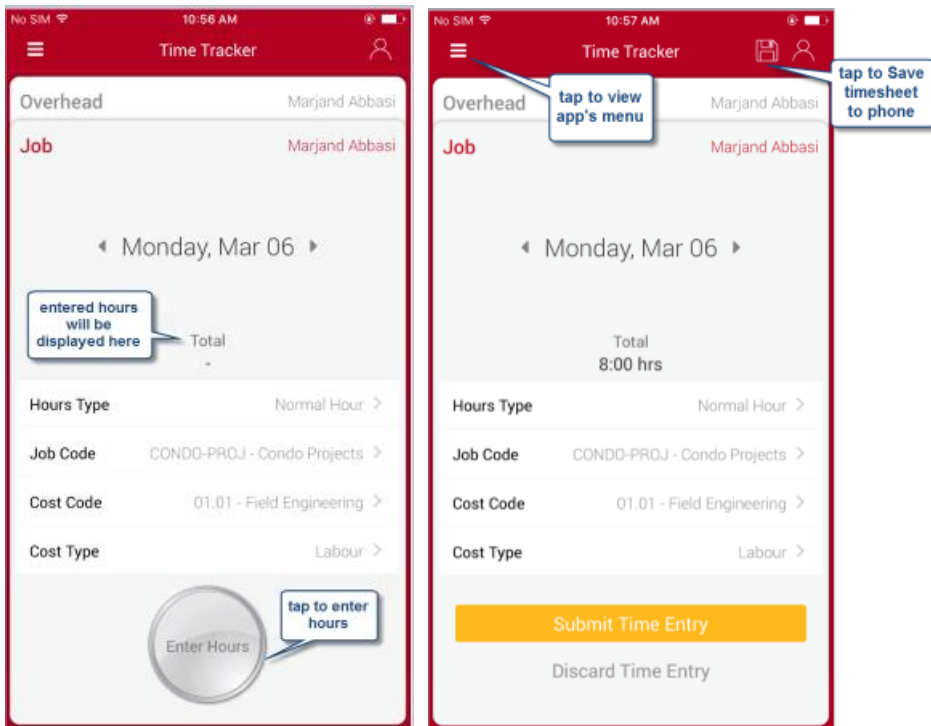 No SIM 10:56 AM
Time Tracker
Overhead Marjand Abbasi
Job Marjand Abbasi
Monday, Mar 06
entered hours
will be
displayed here
Total
-
Hours Type Normal Hour >
Job Code CONDO-PROJ - Condo Projects >
Cost Code 01.01 - Field Engineering >
Cost Type Labour >
tap to enter
hours
Enter Hours
No SIM 10:57 AM
Time Tracker
tap to Save
timesheet
to phone
tap to view
app's menu
Overhead Marjand Abbasi
Job Marjand Abbasi
Monday, Mar 06
Total
8:00 hrs
Hours Type Normal Hour >
Job Code CONDO-PROJ - Condo Projects >
Cost Code 01.01 - Field Engineering >
Cost Type Labour >
Submit Time Entry
Discard Time Entry